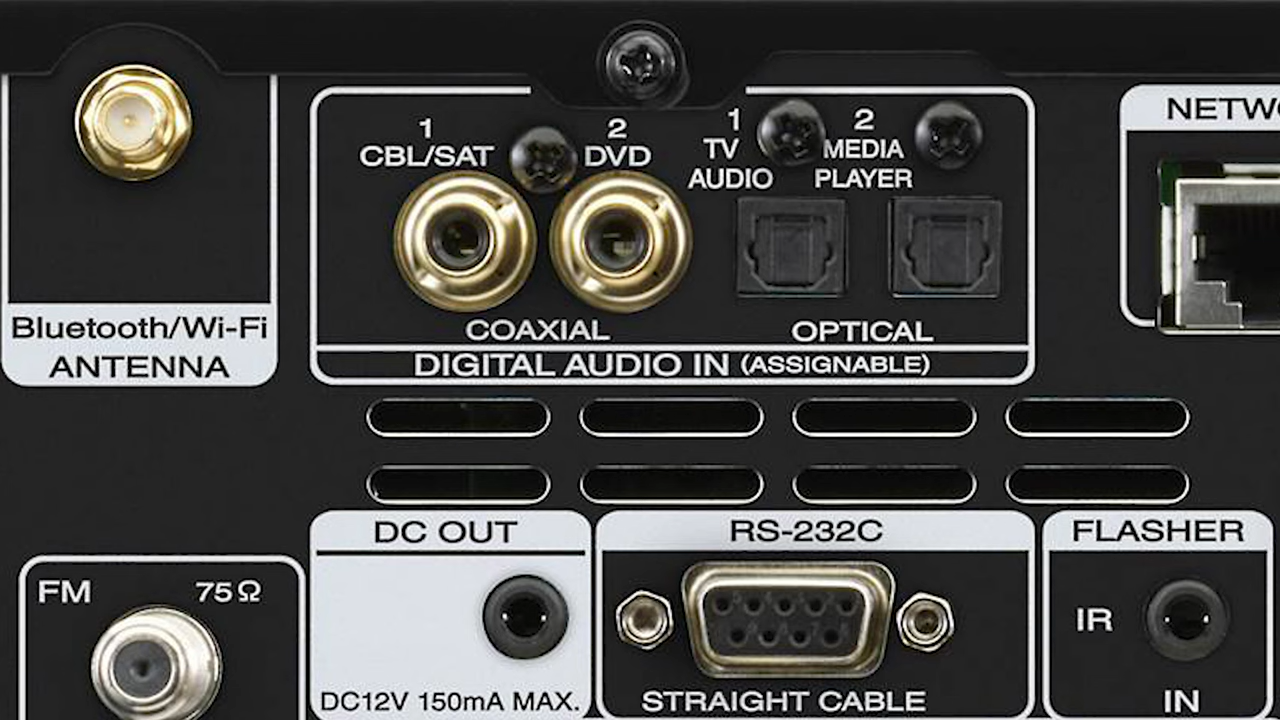 NETWO
1
CBL/SAT
2
DVD
1
TV
AUDIO
2
MEDIA
PLAYER
Bluetooth/Wi-Fi
ANTENNA
COAXIAL
OPTICAL
DIGITAL AUDIO IN (ASSIGNABLE)
DC OUT
RS-232C
FLASHER
FM
75Ω
IR
DC12V 150mA MAX.
STRAIGHT CABLE
IN